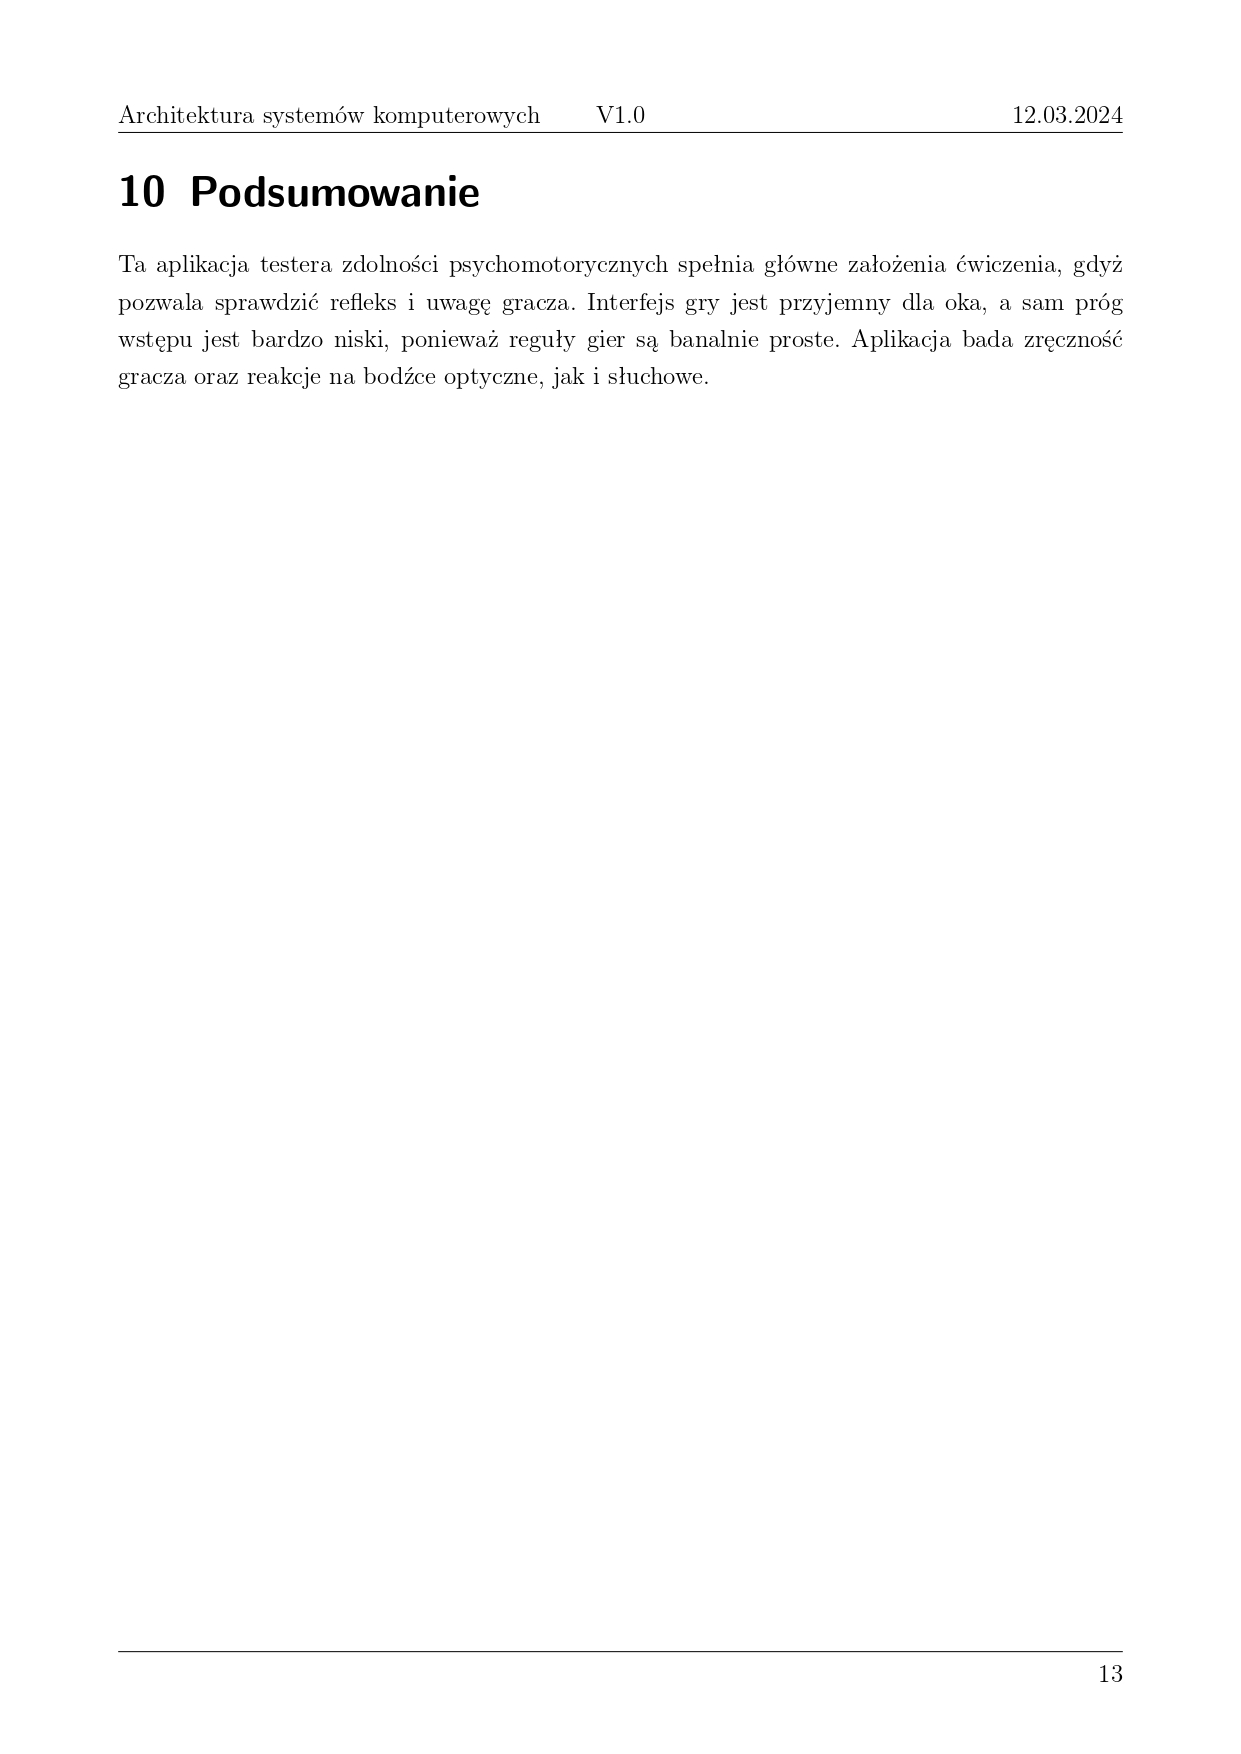 Architektura systemów komputerowych V1.0 12.03.2024
10 Podsumowanie
Ta aplikacja testera zdolności psychomotorycznych spełnia główne założenia ćwiczenia, gdyż
pozwala sprawdzić refleks i uwagę gracza. Interfejs gry jest przyjemny dla oka, a sam próg
wstępu jest bardzo niski, ponieważ reguły gier są banalnie proste. Aplikacja bada zręczność
gracza oraz reakcje na bodźce optyczne, jak i słuchowe.
13